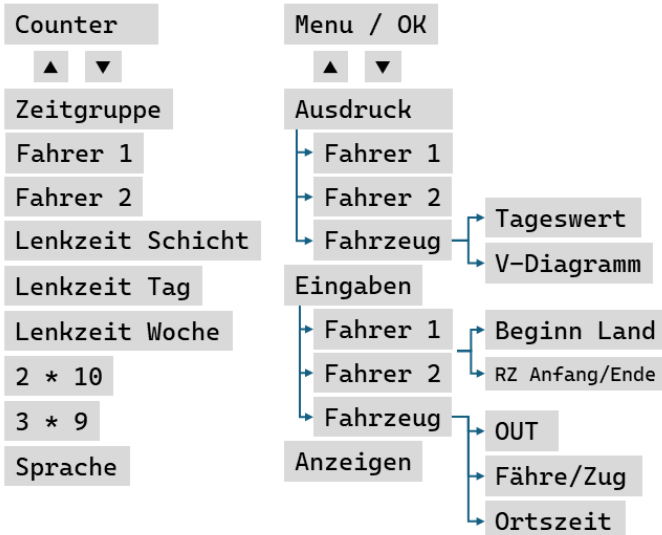 Counter
▲ ▼
Zeitgruppe
Fahrer 1
Fahrer 2
Lenkzeit Schicht
Lenkzeit Tag
Lenkzeit Woche
2 * 10
3 * 9
Sprache
Menu / OK
▲ ▼
Ausdruck
Fahrer 1
Fahrer 2
Fahrzeug
Tageswert
V-Diagramm
Eingaben
Fahrer 1
Fahrer 2
Beginn Land
RZ Anfang/Ende
Fahrzeug
OUT
Fähre/Zug
Ortszeit
Anzeigen